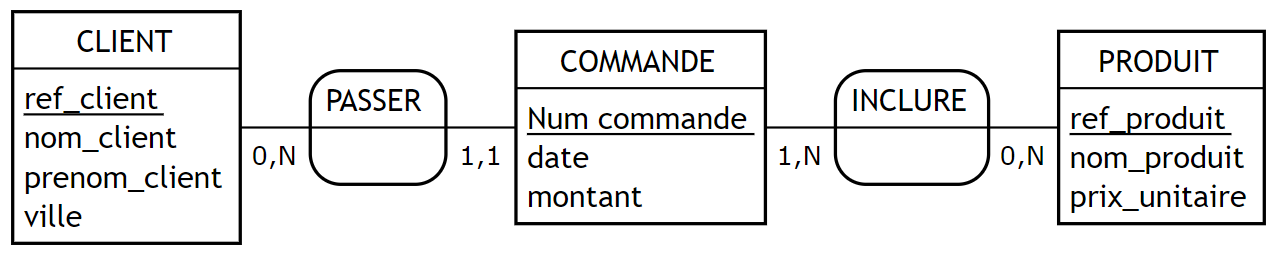 CLIENT
ref_client
nom_client
prenom_client
ville
0,N
PASSER
1,1
COMMANDE
Num commande
date
montant
1,N
INCLURE
0,N
PRODUIT
ref_produit
nom_produit
prix_unitaire